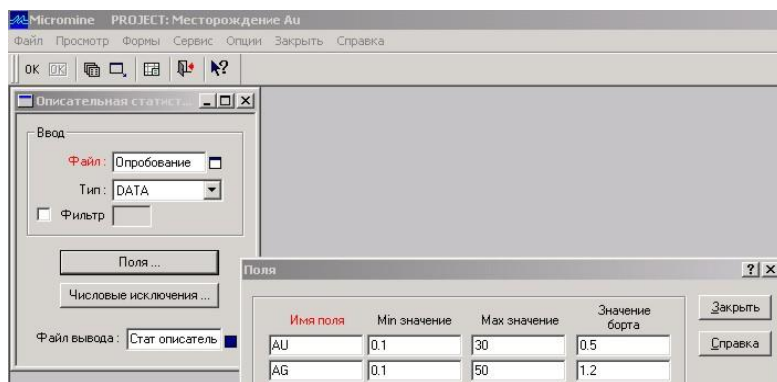 Micromine PROJECT: Месторождение Au
Файл Просмотр Формы Сервис Опции Закрыть Справка
OK OK
Описательная статист...
Ввод
Файл: Опробование
Тип: DATA
Фильтр
Поля ...
Числовые исключения ...
Файл вывода: Стат описатель
Поля
Имя поля Min значение Max значение Значение борта
AU 0.1 30 0.5
AG 0.1 50 1.2
Закрыть
Справка